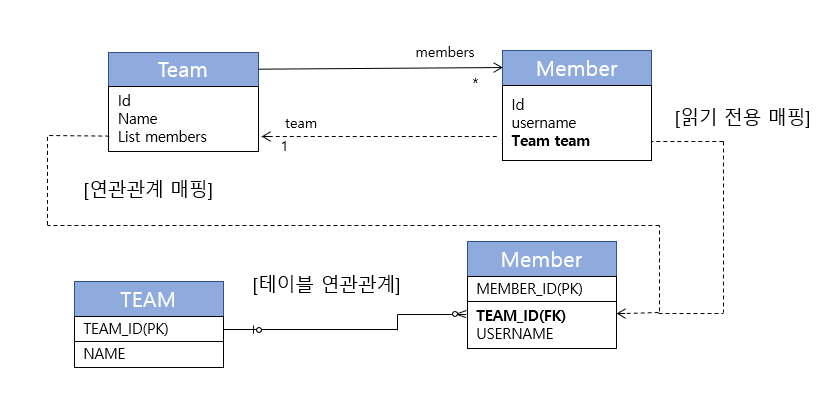 members
Team
Member
*
Id
Name
List members
team
1
Id
username
Team team
[읽기 전용 매핑]
[연관관계 매핑]
Member
[테이블 연관관계]
MEMBER_ID(PK)
TEAM
TEAM_ID(FK)
USERNAME
TEAM_ID(PK)
NAME